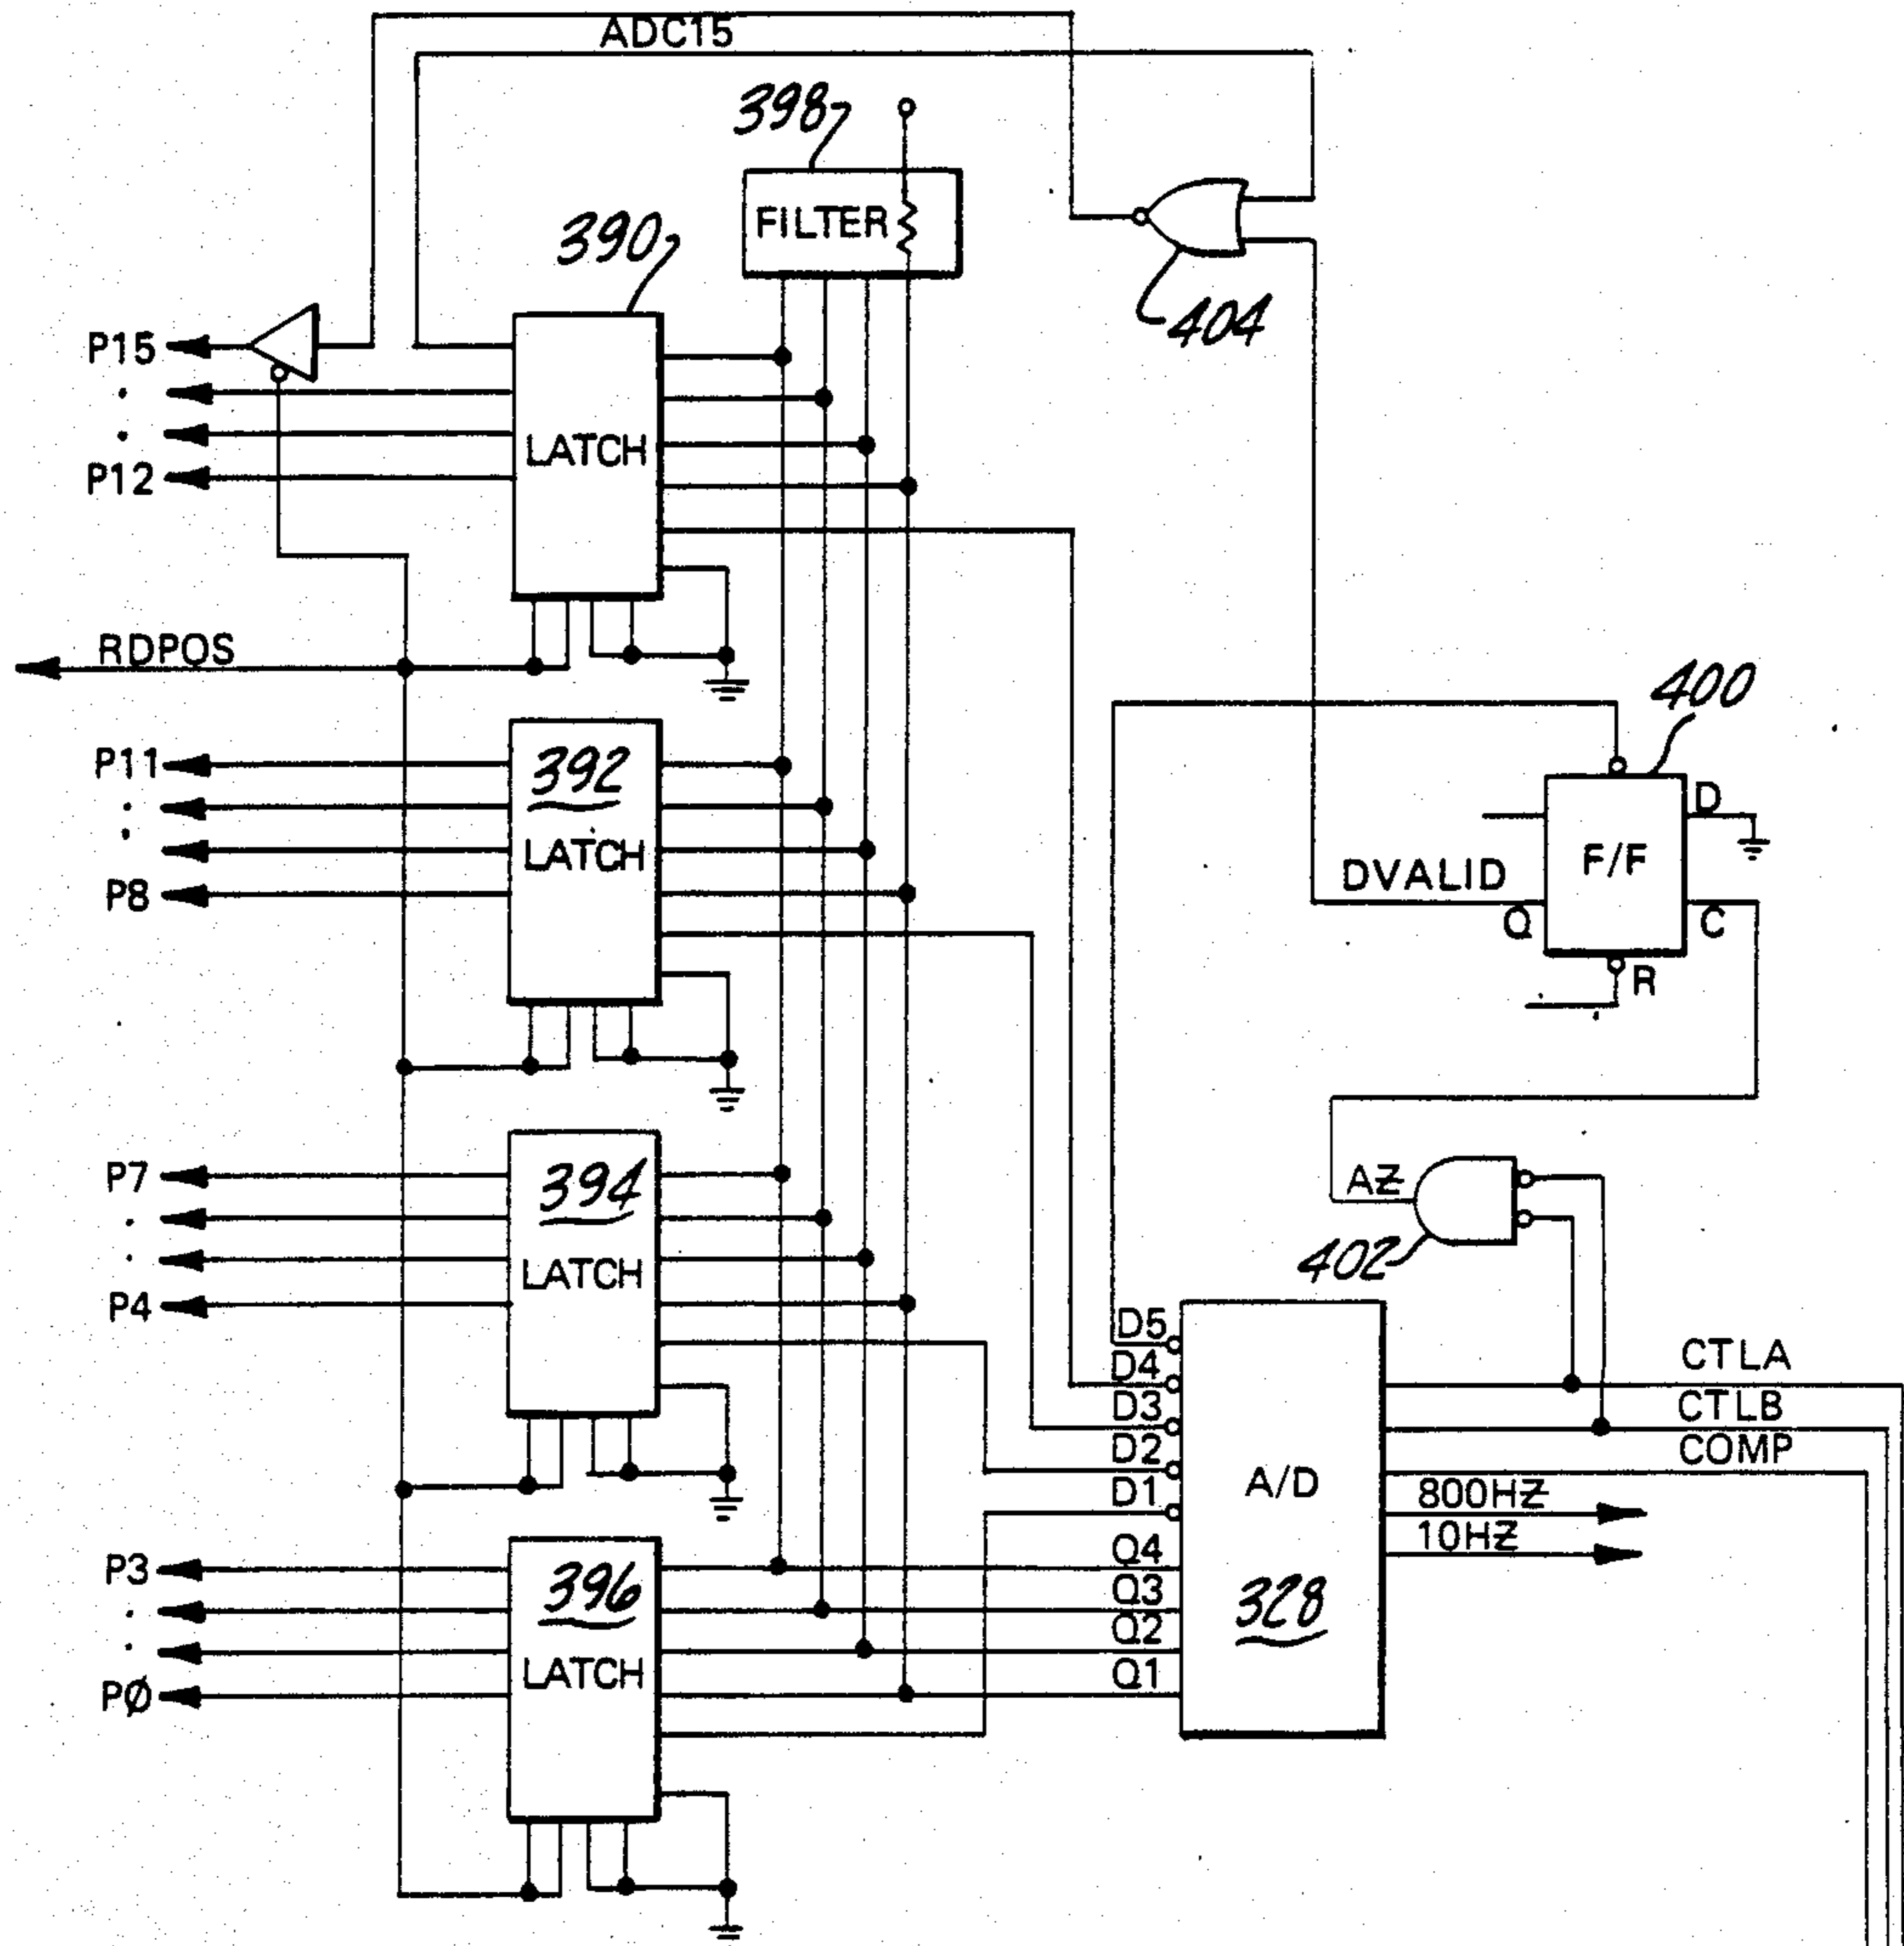 ADC15
398
FILTER
390
404
P15
LATCH
P12
RDPOS
400
P11
392
D
LATCH
F/F
DVALID
P8
Q
C
R
P7
394
AZ
402
LATCH
P4
D5
D4
D3
D2
D1
CTLA
CTLB
COMP
A/D
800HZ
10HZ
P3
396
Q4
Q3
Q2
Q1
328
LATCH
PØ